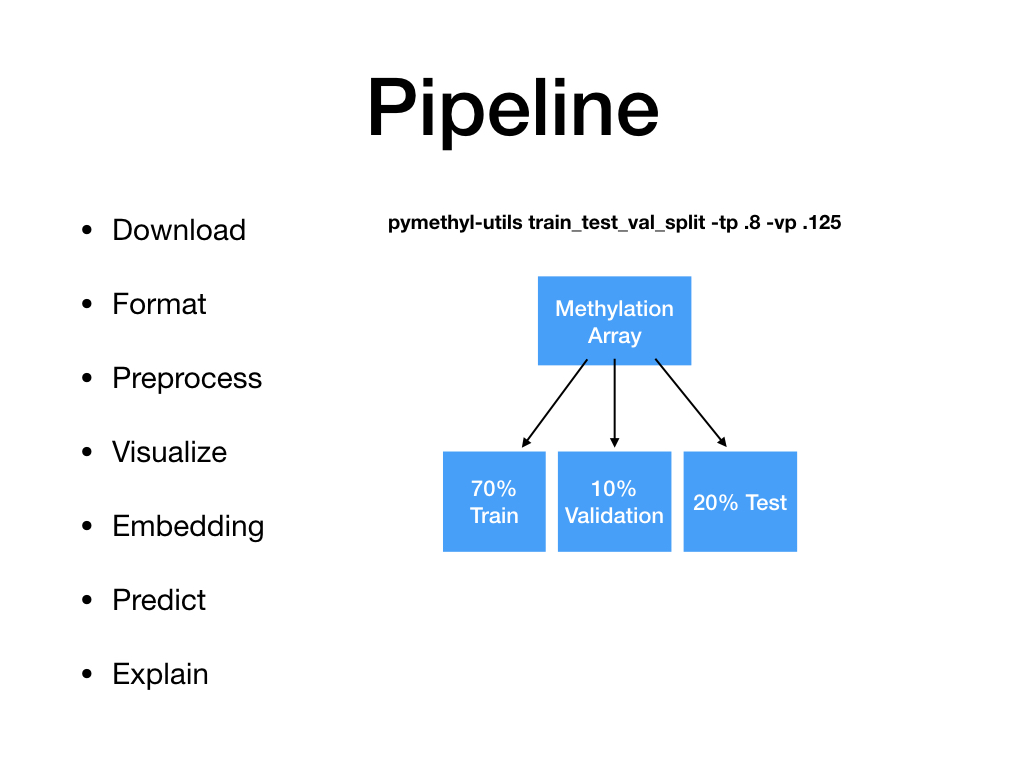 Pipeline
• Download
• Format
• Preprocess
• Visualize
• Embedding
• Predict
• Explain
pymethyl-utils train_test_val_split -tp .8 -vp .125
Methylation
Array
70%
Train
10%
Validation
20% Test